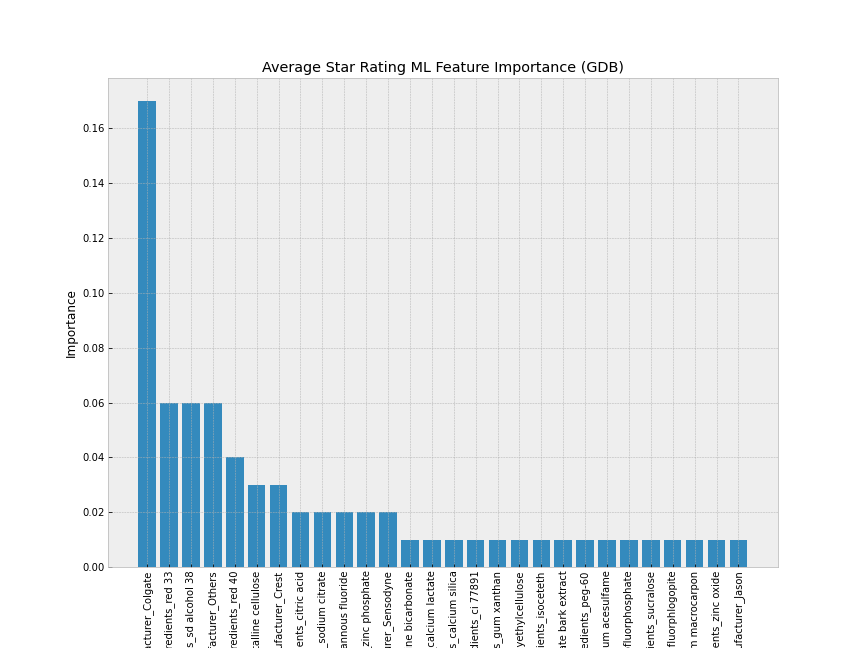 Average Star Rating ML Feature Importance (GDB)
Importance
0.16
0.14
0.12
0.10
0.08
0.06
0.04
0.02
0.00
acturer_Colgate
redients_red 33
s_sd alcohol 38
facturer_Others
redients_red 40
talline cellulose
ufacturer_Crest
ents_citric acid
_sodium citrate
annous fluoride
zinc phosphate
urer_Sensodyne
ne bicarbonate
calcium lactate
s_calcium silica
dients_ci 77891
s_gum xanthan
yethylcellulose
ients_isoceteth
ate bark extract
edients_peg-60
um acesulfame
fluorphosphate
ients_sucralose
fluorphlogopite
m macrocarpon
ents_zinc oxide
ufacturer_Jason